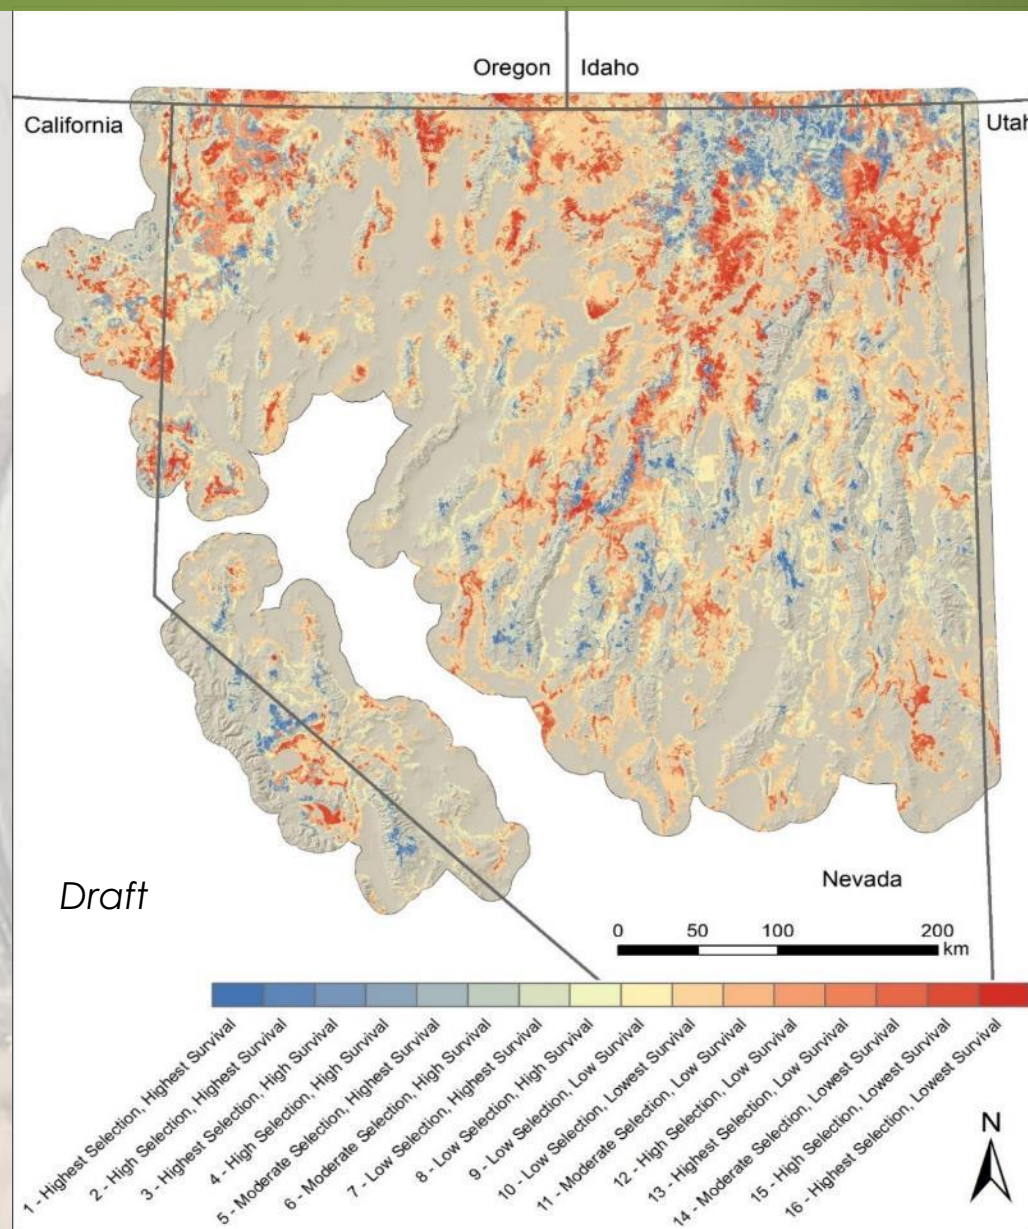 Oregon
Idaho
California
Utah
Draft
Nevada
0 50 100 200
km
1 - Highest Selection, Highest Survival
2 - High Selection, Highest Survival
3 - Highest Selection, High Survival
4 - High Selection, High Survival
5 - Moderate Selection, Highest Survival
6 - Moderate Selection, High Survival
7 - Low Selection, Highest Survival
8 - Low Selection, High Survival
9 - Low Selection, Low Survival
10 - Low Selection, Lowest Survival
11 - Moderate Selection, Low Survival
12 - High Selection, Low Survival
13 - Highest Selection, Low Survival
14 - Moderate Selection, Lowest Survival
15 - High Selection, Lowest Survival
16 - Highest Selection, Lowest Survival
N